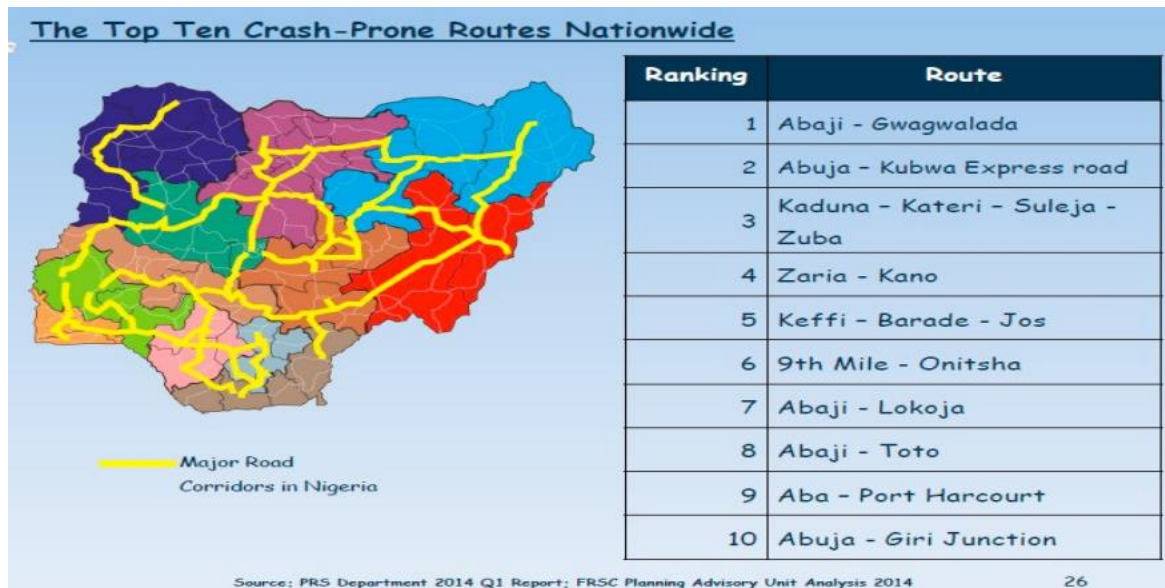 The Top Ten Crash-Prone Routes Nationwide
Ranking Route
1 Abaji - Gwagwalada
2 Abuja – Kubwa Express road
3 Kaduna – Kateri – Suleja -
Zuba
4 Zaria - Kano
5 Keffi – Barade - Jos
6 9th Mile - Onitsha
7 Abaji - Lokoja
8 Abaji - Toto
9 Aba – Port Harcourt
10 Abuja - Giri Junction
Major Road
Corridors in Nigeria
Source: PRS Department 2014 Q1 Report; FRSC Planning Advisory Unit Analysis 2014 26